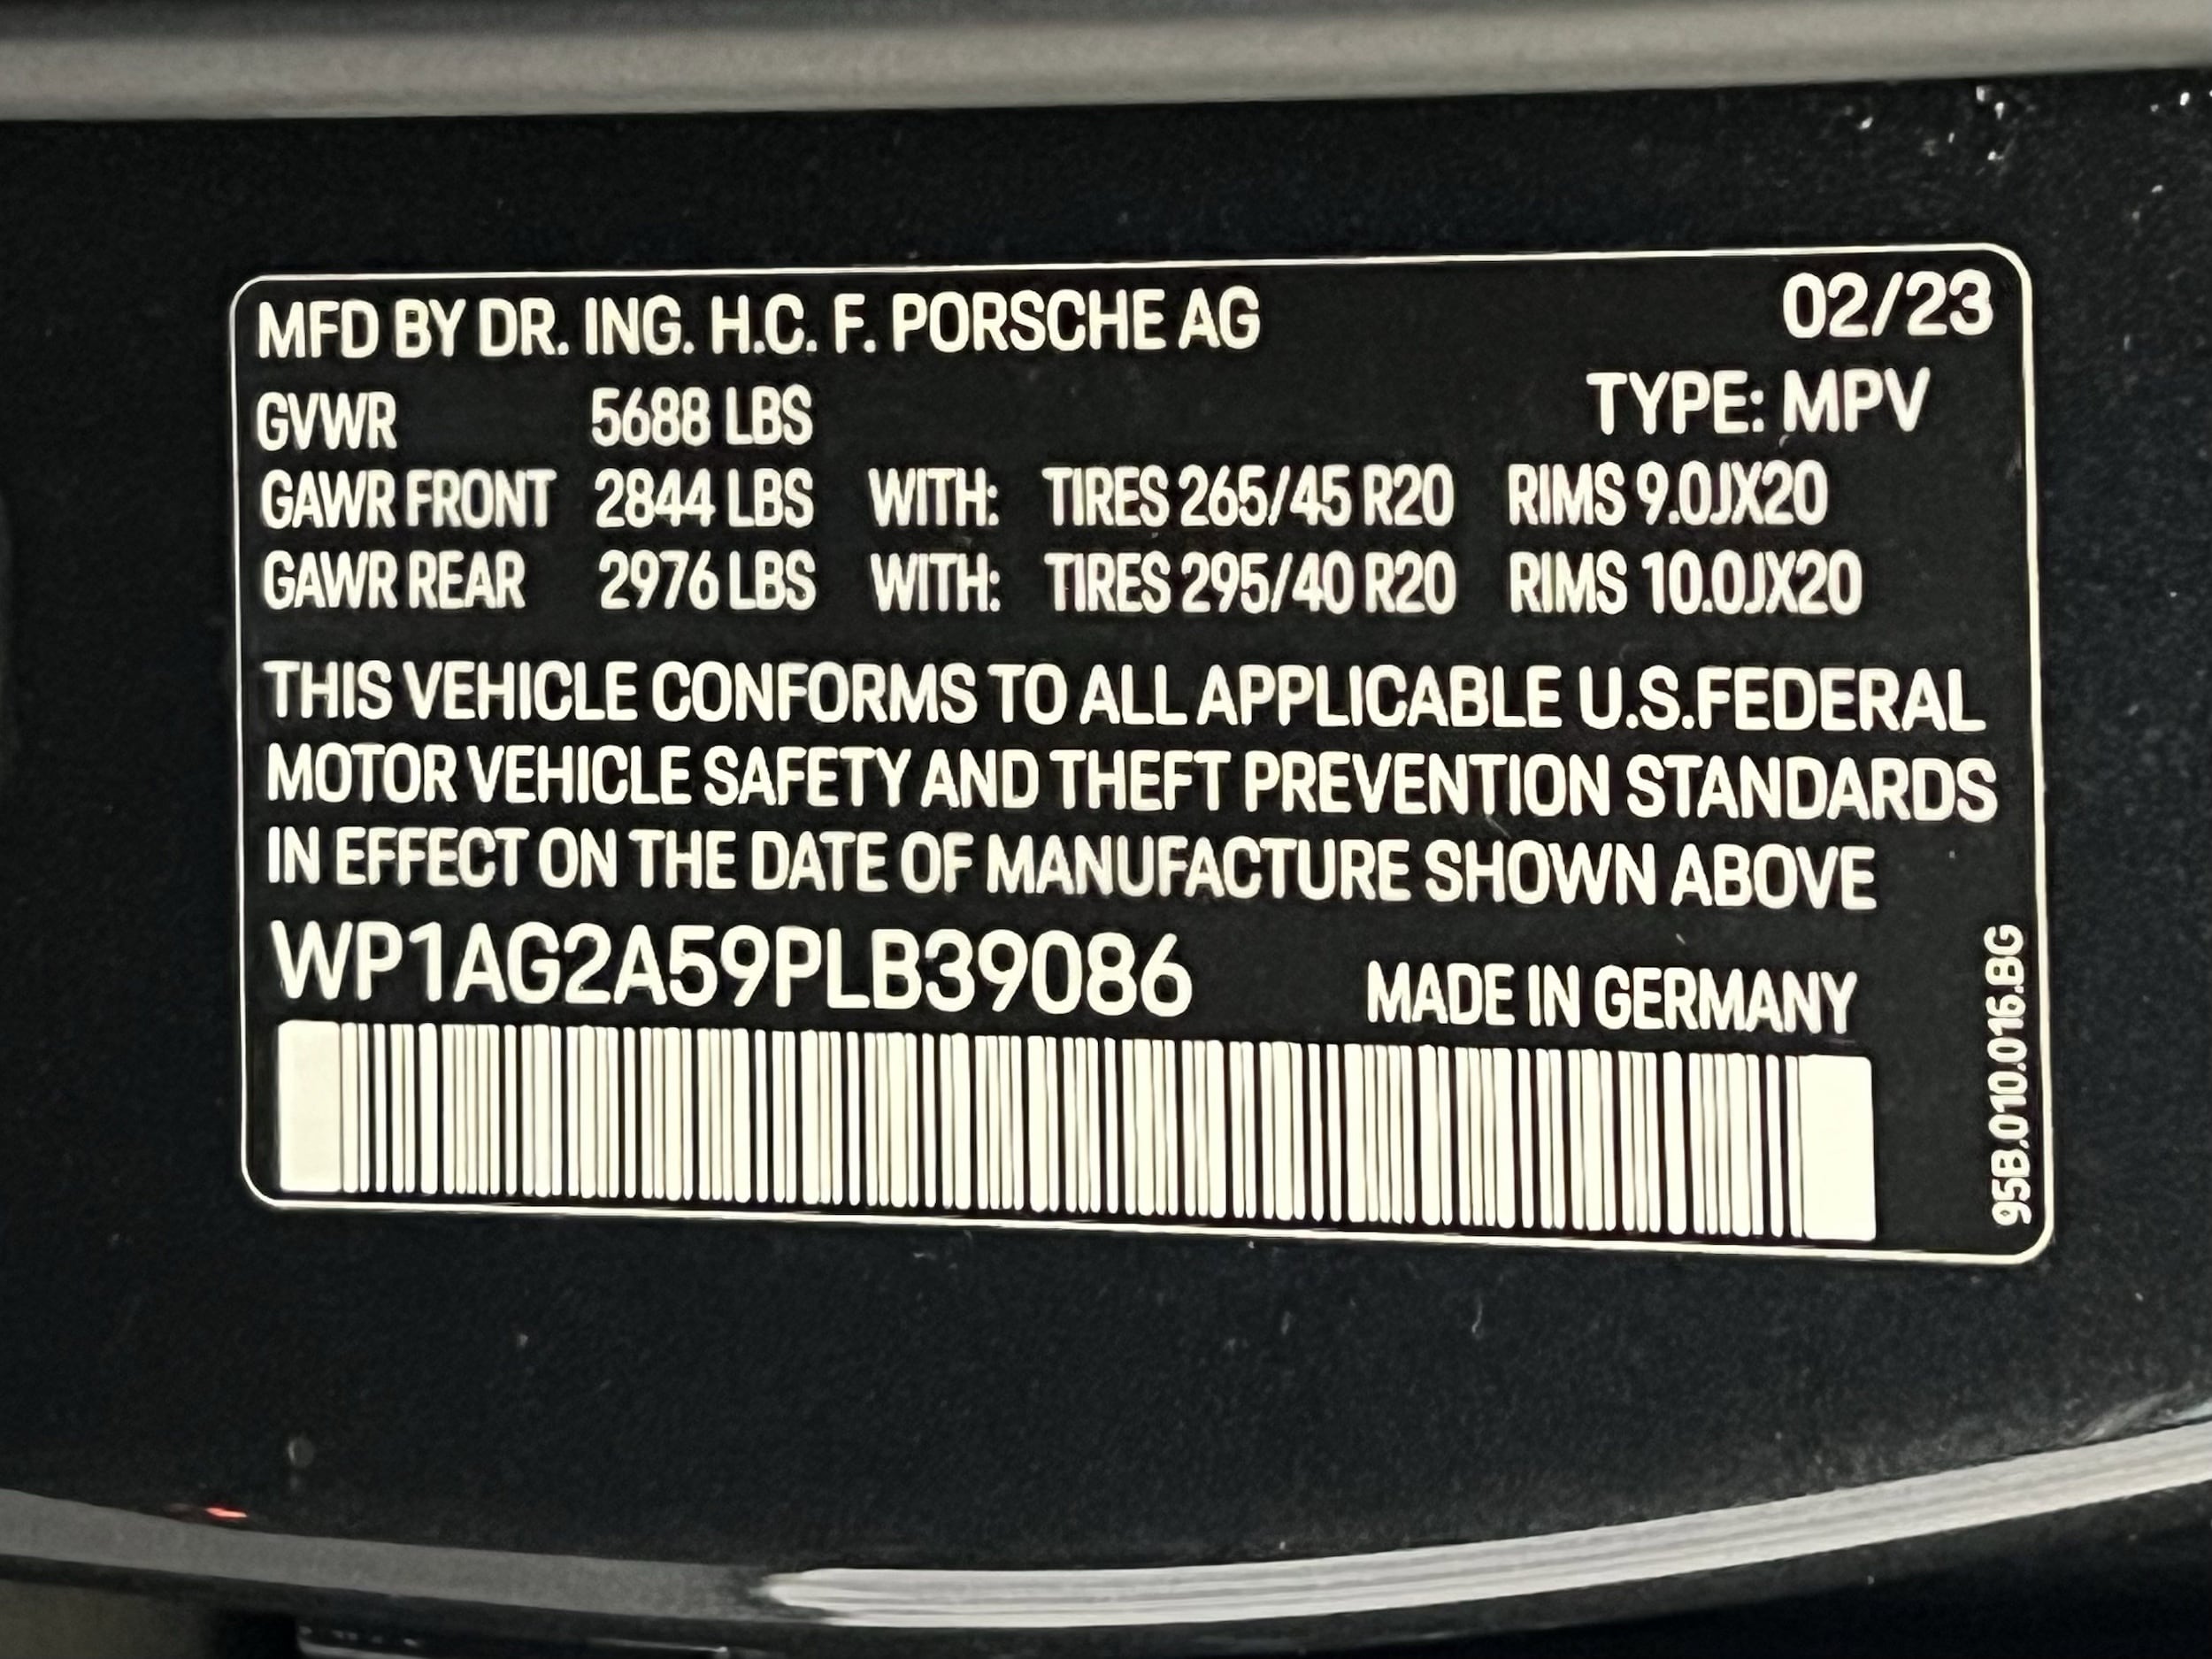 MFD BY DR. ING. H.C. F. PORSCHE AG 02/23
GVWR 5688 LBS TYPE: MPV
GAWR FRONT 2844 LBS WITH: TIRES 265/45 R20 RIMS 9.0JX20
GAWR REAR 2976 LBS WITH: TIRES 295/40 R20 RIMS 10.0JX20
THIS VEHICLE CONFORMS TO ALL APPLICABLE U.S.FEDERAL
MOTOR VEHICLE SAFETY AND THEFT PREVENTION STANDARDS
IN EFFECT ON THE DATE OF MANUFACTURE SHOWN ABOVE
WP1AG2A59PLB39086 MADE IN GERMANY
95B.010.016.BG